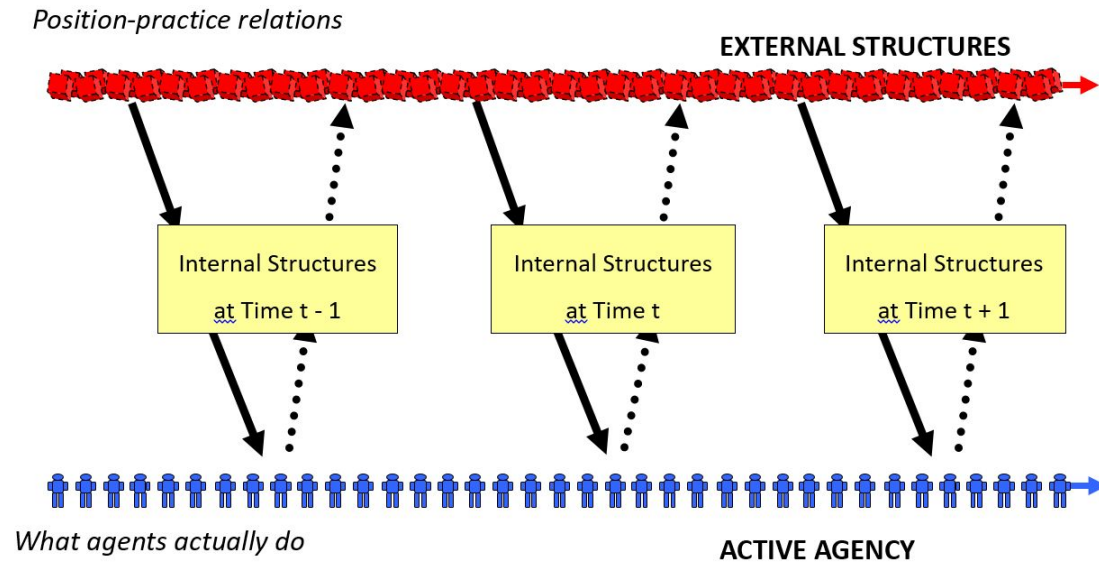 Position-practice relations
EXTERNAL STRUCTURES
Internal Structures
at Time t - 1
Internal Structures
at Time t
Internal Structures
at Time t + 1
What agents actually do
ACTIVE AGENCY